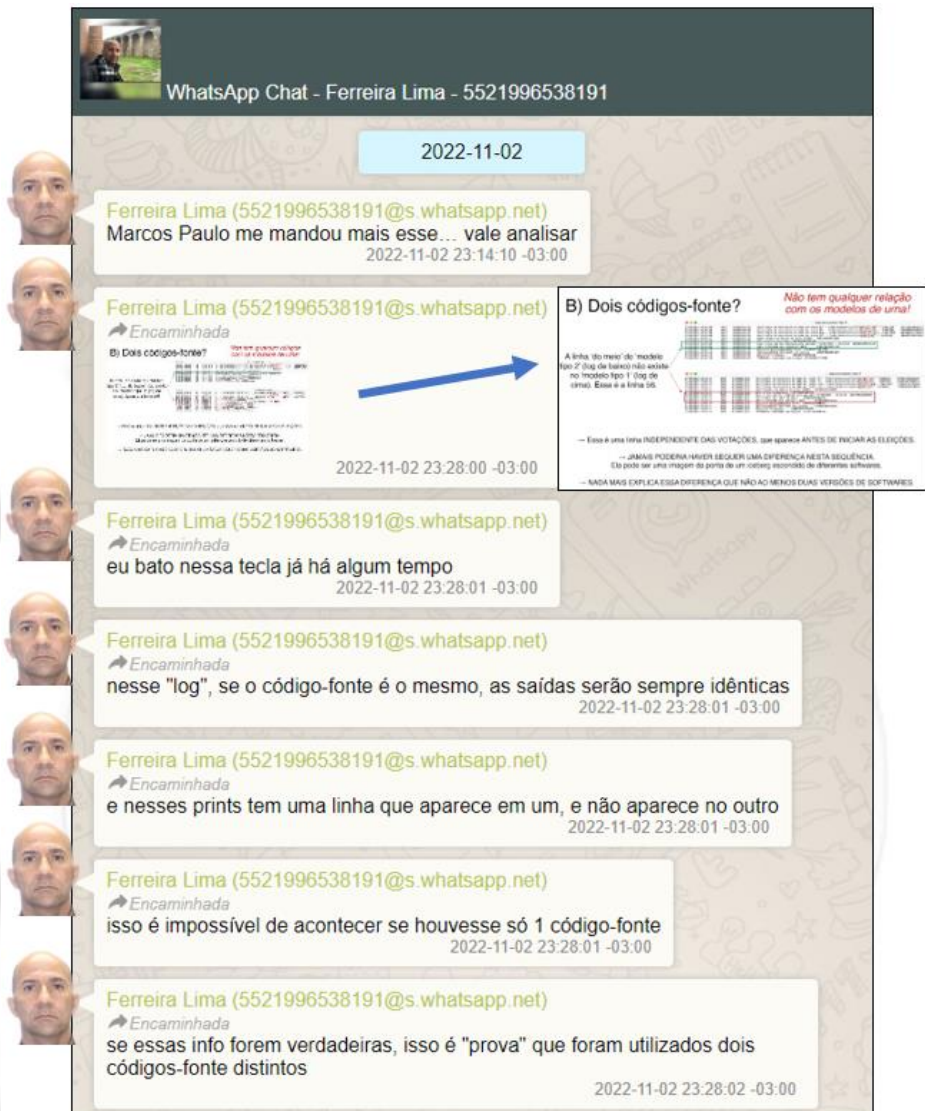 WhatsApp Chat - Ferreira Lima - 5521996538191
2022-11-02
Ferreira Lima (5521996538191@s.whatsapp.net)
Marcos Paulo me mandou mais esse... vale analisar
2022-11-02 23:14:10 -03:00
Ferreira Lima (5521996538191@s.whatsapp.net)
Encaminhada
B) Dois códigos-fonte?
2022-11-02 23:28:00 -03:00
B) Dois códigos-fonte?
Não tem qualquer relação
com os modelos de urna!
A linha 'do meio' do 'modelo
tipo 2' (log de baixo) não existe
no 'modelo tipo 1' (log de
cima). Essa é a linha 56.
— Essa é uma linha INDEPENDENTE DAS VOTAÇÕES, que aparece ANTES DE INICIAR AS ELEIÇÕES.
— JAMAIS PODERIA HAVER SEQUER UMA DIFERENÇA NESTA SEQUÊNCIA.
Ela pode ser uma imagem da ponta de um iceberg escondido de diferentes softwares.
— NADA MAIS EXPLICA ESSA DIFERENÇA QUE NÃO AO MENOS DUAS VERSÕES DE SOFTWARES.
Ferreira Lima (5521996538191@s.whatsapp.net)
Encaminhada
eu bato nessa tecla já há algum tempo
2022-11-02 23:28:01 -03:00
Ferreira Lima (5521996538191@s.whatsapp.net)
Encaminhada
nesse "log", se o código-fonte é o mesmo, as saídas serão sempre idênticas
2022-11-02 23:28:01 -03:00
Ferreira Lima (5521996538191@s.whatsapp.net)
Encaminhada
e nesses prints tem uma linha que aparece em um, e não aparece no outro
2022-11-02 23:28:01 -03:00
Ferreira Lima (5521996538191@s.whatsapp.net)
Encaminhada
isso é impossível de acontecer se houvesse só 1 código-fonte
2022-11-02 23:28:01 -03:00
Ferreira Lima (5521996538191@s.whatsapp.net)
Encaminhada
se essas info forem verdadeiras, isso é "prova" que foram utilizados dois
códigos-fonte distintos
2022-11-02 23:28:02 -03:00